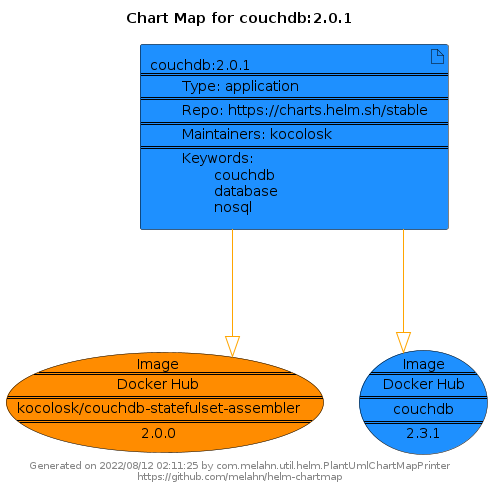 Chart Map for couchdb:2.0.1
couchdb:2.0.1
Type: application
Repo: https://charts.helm.sh/stable
Maintainers: kocolosk
Keywords:
couchdb
database
nosql
Image
Docker Hub
kocolosk/couchdb-statefulset-assembler
2.0.0
Image
Docker Hub
couchdb
2.3.1
Generated on 2022/08/12 02:11:25 by com.melahn.util.helm.PlantUmlChartMapPrinter
https://github.com/melahn/helm-chartmap